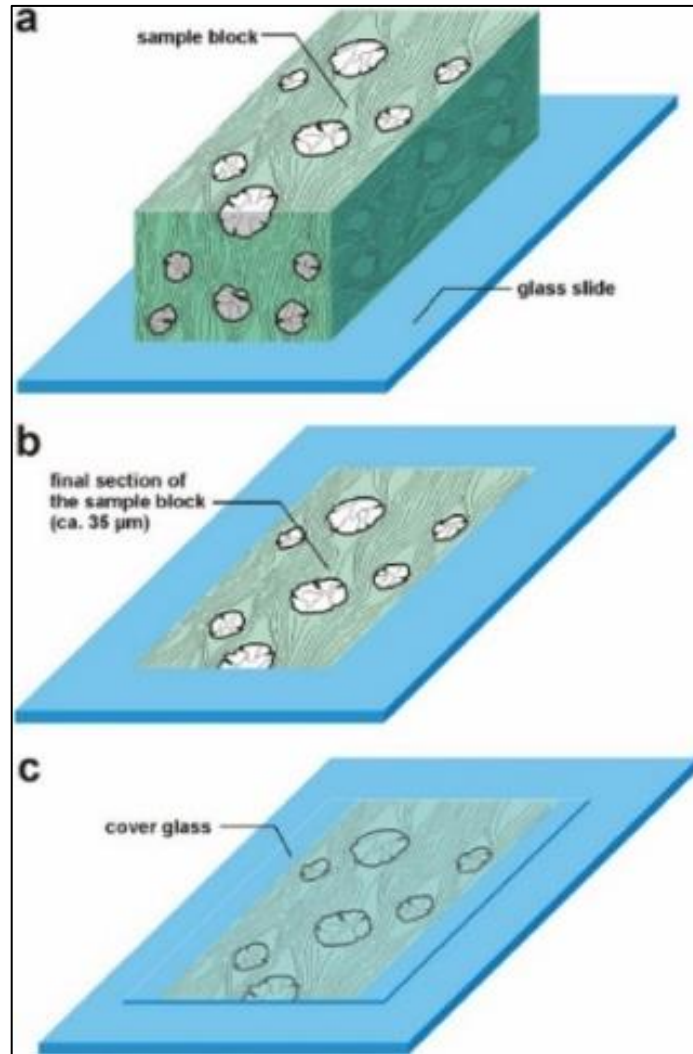 a
sample block
glass slide
b
final section of
the sample block
(ca. 35 µm)
c
cover glass